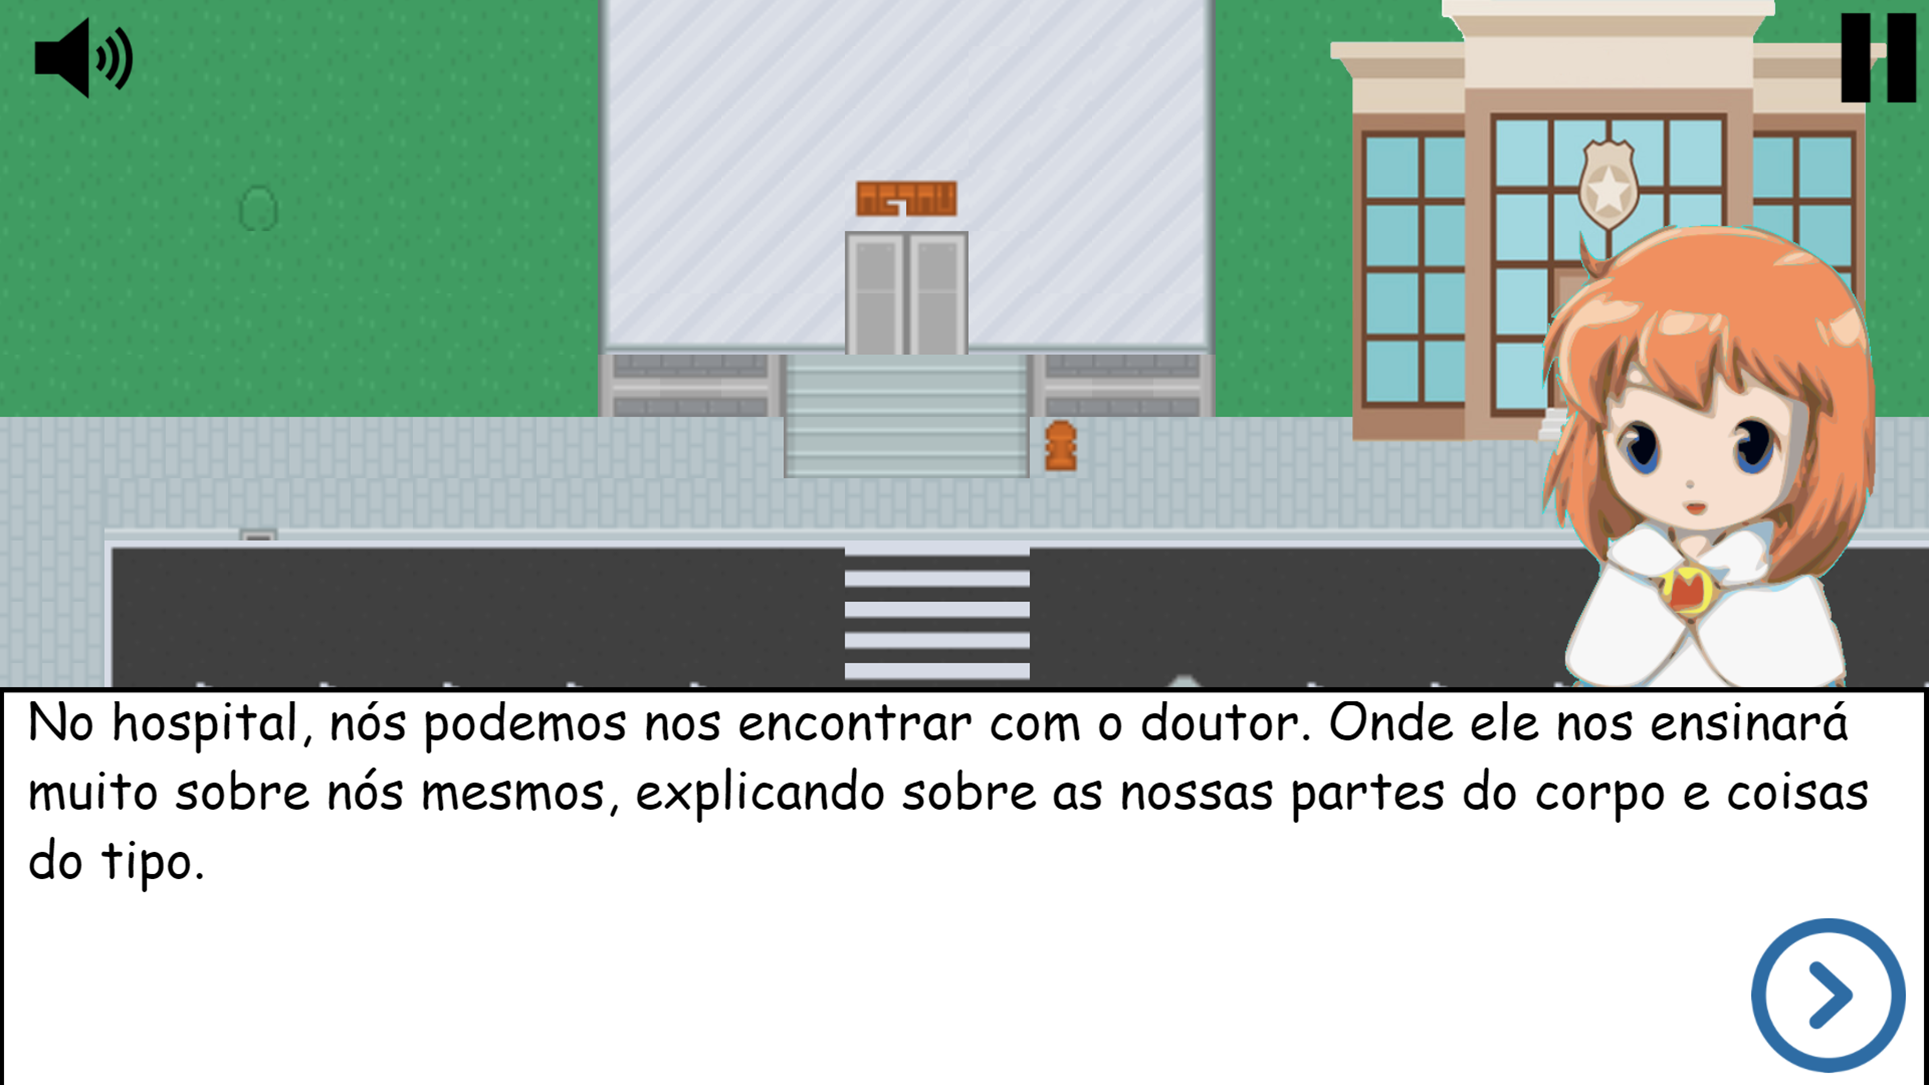 No hospital, nós podemos nos encontrar com o doutor. Onde ele nos ensinará
muito sobre nós mesmos, explicando sobre as nossas partes do corpo e coisas
do tipo.